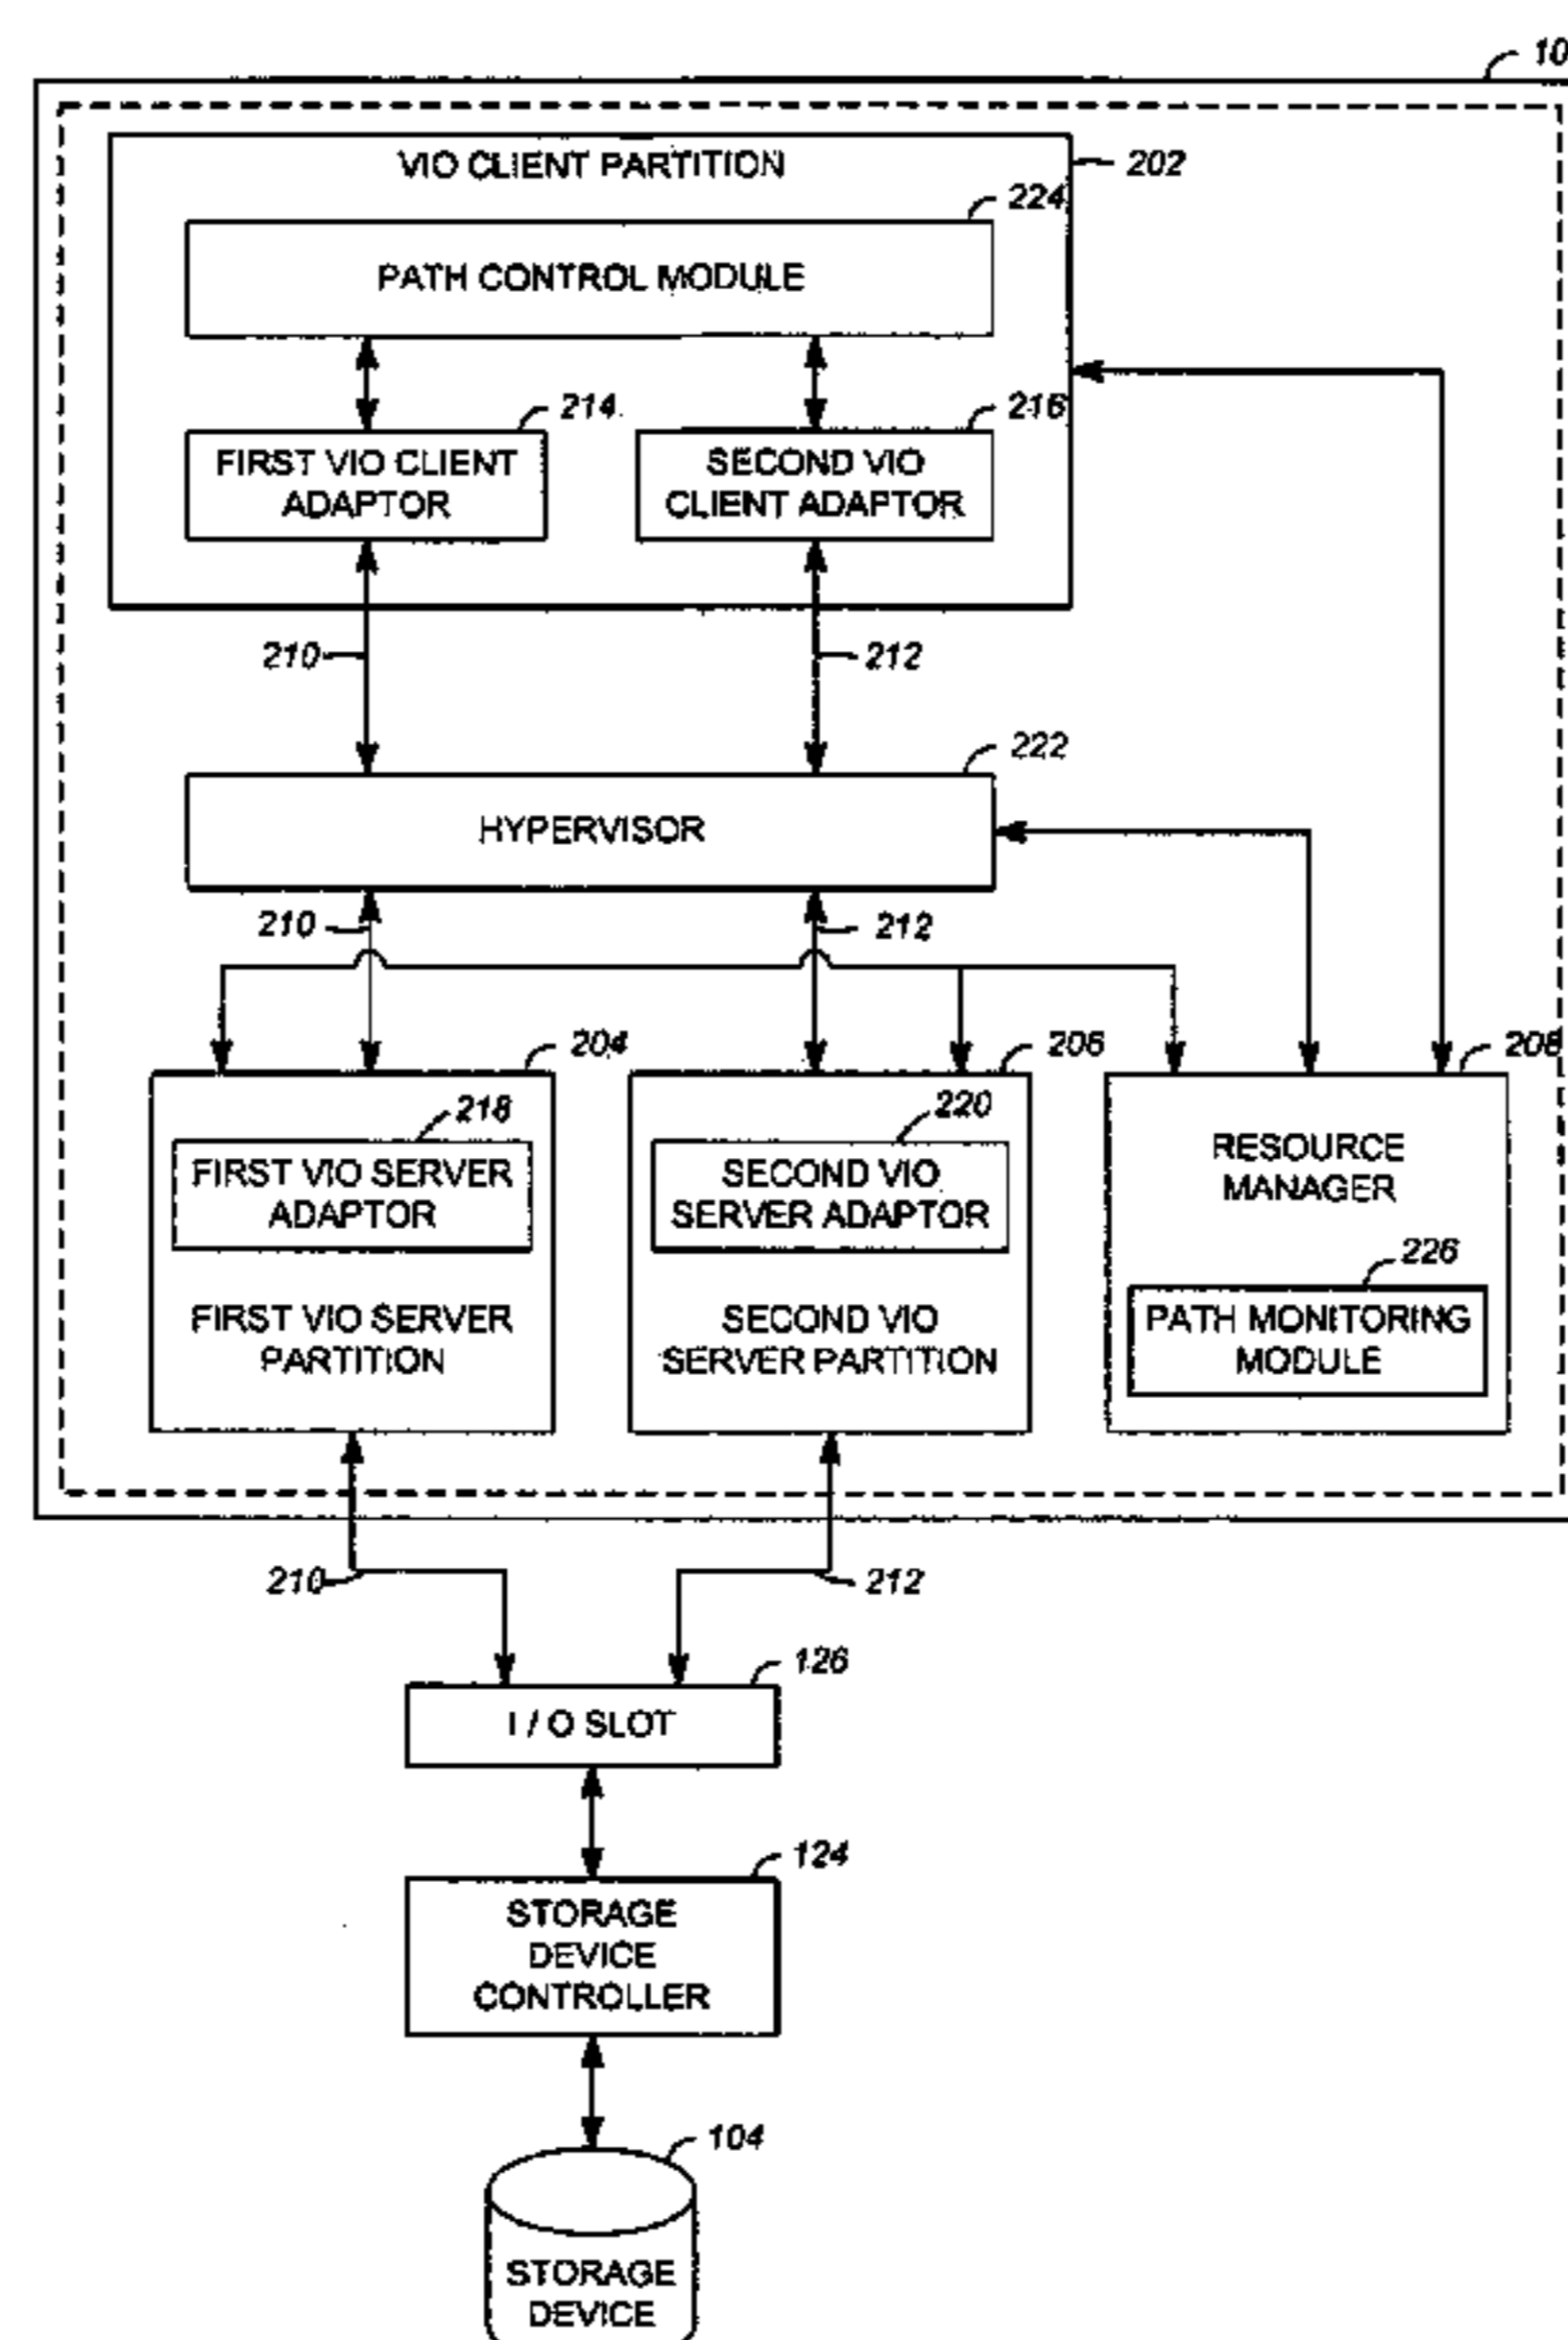 10
VIO CLIENT PARTITION
202
224
PATH CONTROL MODULE
214
216
FIRST VIO CLIENT
ADAPTOR
SECOND VIO
CLIENT ADAPTOR
210
212
222
HYPERVISOR
210
212
204
206
208
218
220
FIRST VIO SERVER
ADAPTOR
SECOND VIO
SERVER ADAPTOR
RESOURCE
MANAGER
226
FIRST VIO SERVER
PARTITION
SECOND VIO
SERVER PARTITION
PATH MONITORING
MODULE
210
212
126
I / O SLOT
124
STORAGE
DEVICE
CONTROLLER
104
STORAGE
DEVICE